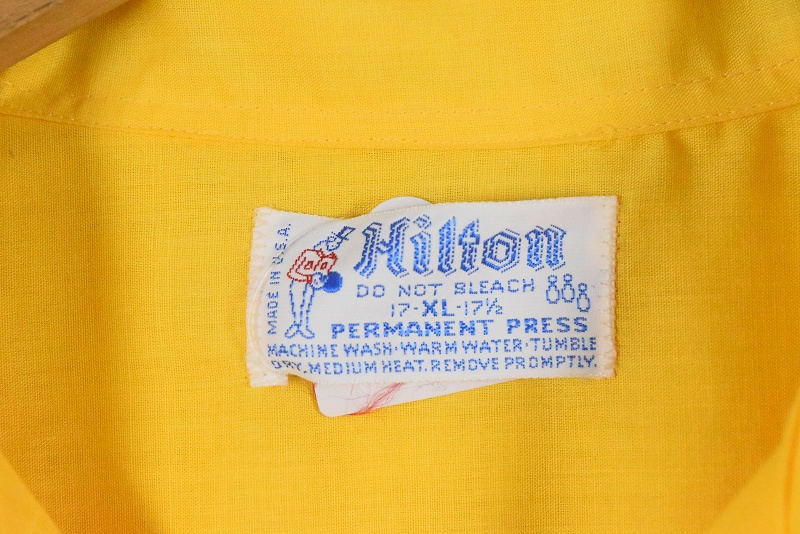 MADE IN U.S.A.
Hilton
DO NOT BLEACH
17-XL-17½
PERMANENT PRESS
MACHINE WASH·WARM WATER·TUMBLE
DRY. MEDIUM HEAT. REMOVE PROMPTLY.